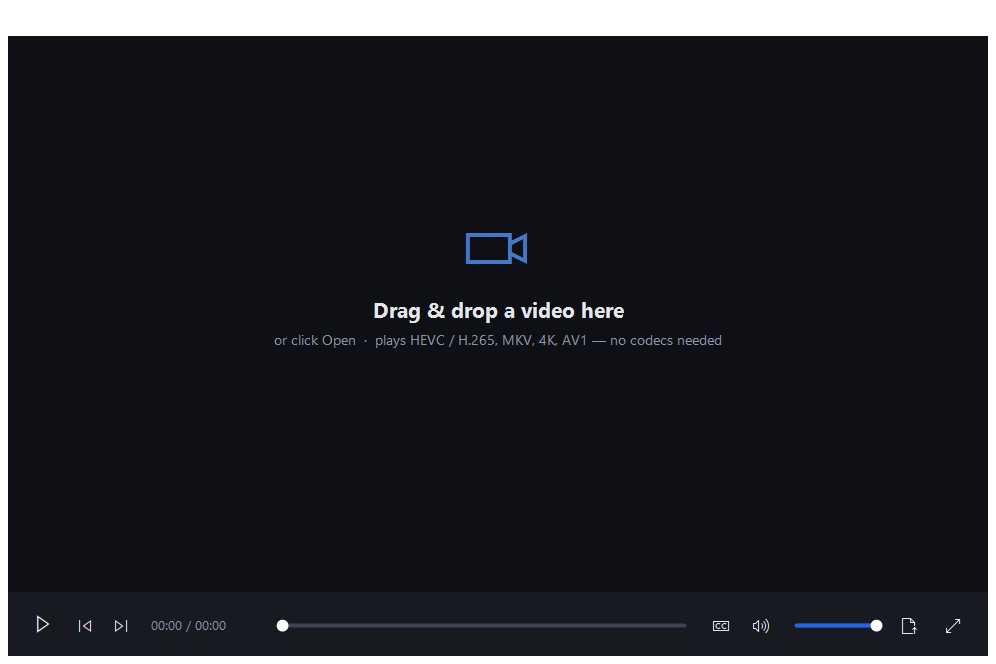 Drag & drop a video here
or click Open · plays HEVC / H.265, MKV, 4K, AV1 — no codecs needed
00:00 / 00:00
CC